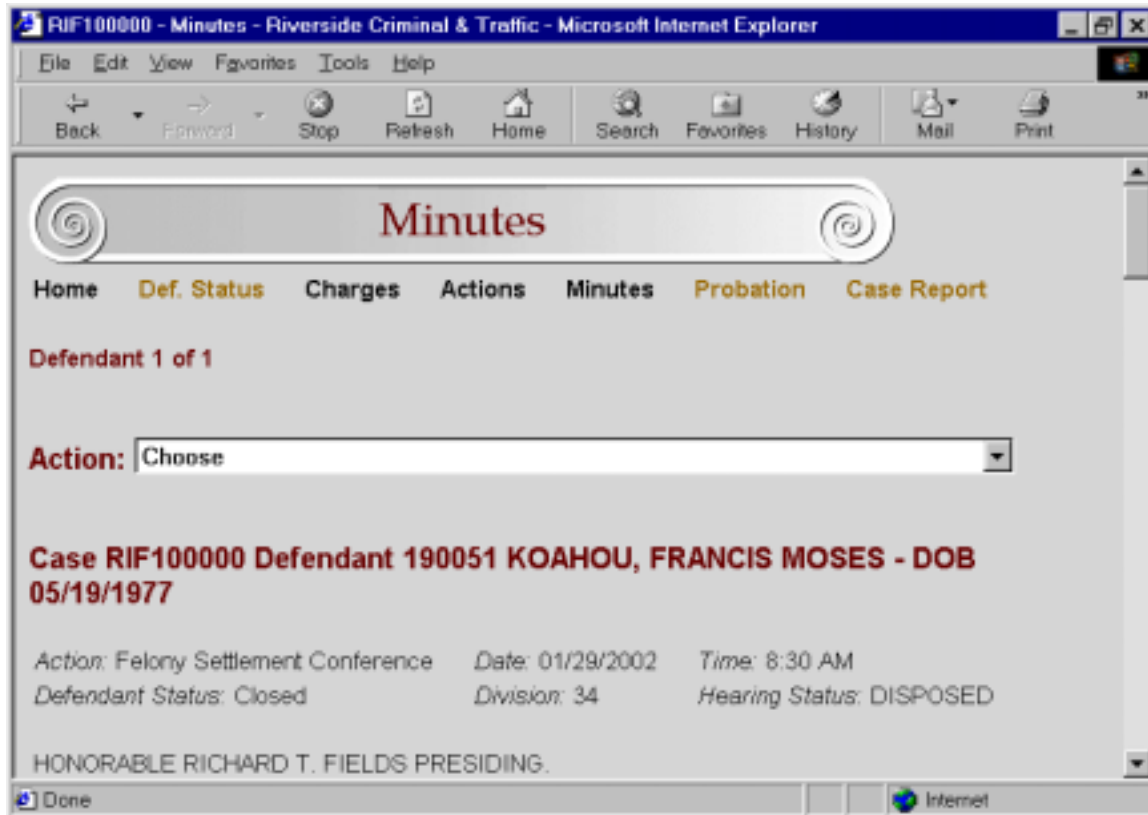 RIF100000 - Minutes - Riverside Criminal & Traffic - Microsoft Internet Explorer
File Edit View Favorites Tools Help
Back Forward Stop Refresh Home Search Favorites History Mail Print
Minutes
Home Def. Status Charges Actions Minutes Probation Case Report
Defendant 1 of 1
Action: Choose
Case RIF100000 Defendant 190051 KOAHOU, FRANCIS MOSES - DOB
05/19/1977
Action: Felony Settlement Conference Date: 01/29/2002 Time: 8:30 AM
Defendant Status: Closed Division: 34 Hearing Status: DISPOSED
HONORABLE RICHARD T. FIELDS PRESIDING.
Done Internet